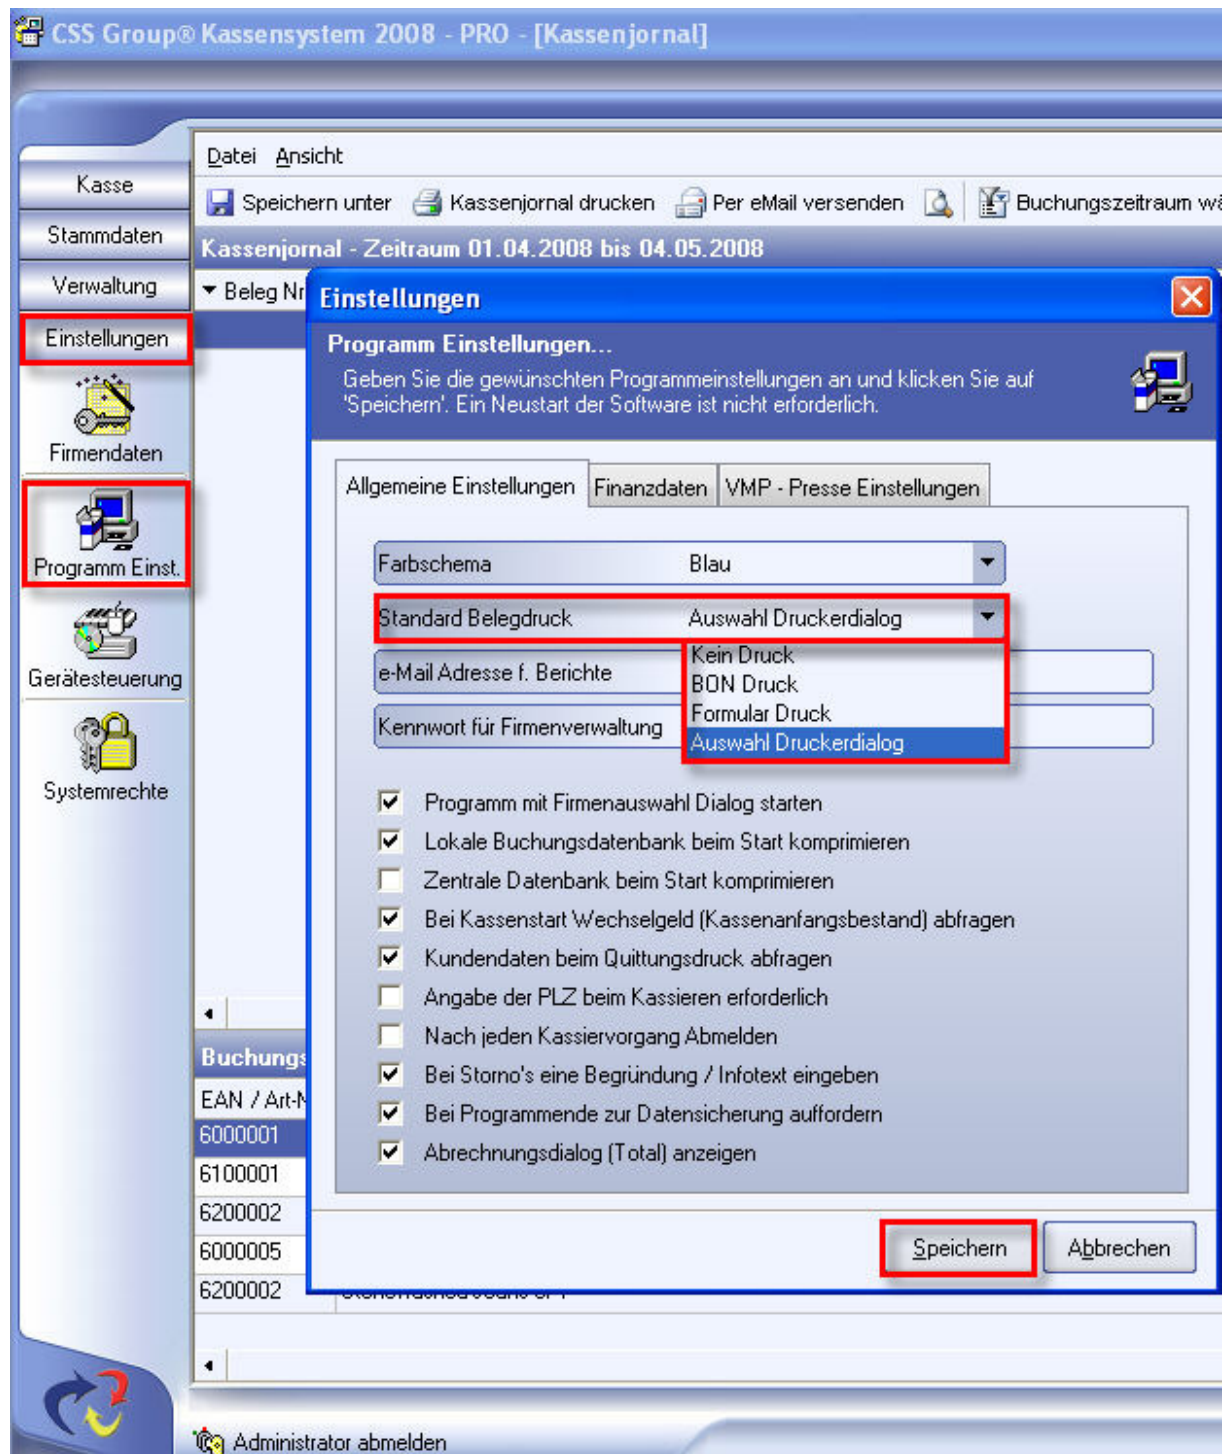 CSS Group® Kassensystem 2008 - PRO - [Kassenjornal]
Datei Ansicht
Kasse
Speichern unter Kassenjornal drucken Per eMail versenden Buchungszeitraum wä
Stammdaten
Kassenjornal - Zeitraum 01.04.2008 bis 04.05.2008
Verwaltung
Beleg Nr
Einstellungen
Firmendaten
Programm Einst.
Gerätesteuerung
Systemrechte
Einstellungen
Programm Einstellungen...
Geben Sie die gewünschten Programmeinstellungen an und klicken Sie auf
'Speichern'. Ein Neustart der Software ist nicht erforderlich.
Allgemeine Einstellungen Finanzdaten VMP - Presse Einstellungen
Farbschema Blau
Standard Belegdruck Auswahl Druckerdialog
Kein Druck
BON Druck
Formular Druck
Auswahl Druckerdialog
e-Mail Adresse f. Berichte
Kennwort für Firmenverwaltung
Programm mit Firmenauswahl Dialog starten
Lokale Buchungsdatenbank beim Start komprimieren
Zentrale Datenbank beim Start komprimieren
Bei Kassenstart Wechselgeld (Kassenanfangsbestand) abfragen
Kundendaten beim Quittungsdruck abfragen
Angabe der PLZ beim Kassieren erforderlich
Nach jeden Kassiervorgang Abmelden
Bei Storno's eine Begründung / Infotext eingeben
Bei Programmende zur Datensicherung auffordern
Abrechnungsdialog (Total) anzeigen
Speichern Abbrechen
Buchungs
EAN / Art-N
6000001
6100001
6200002
6000005
6200002
Administrator abmelden